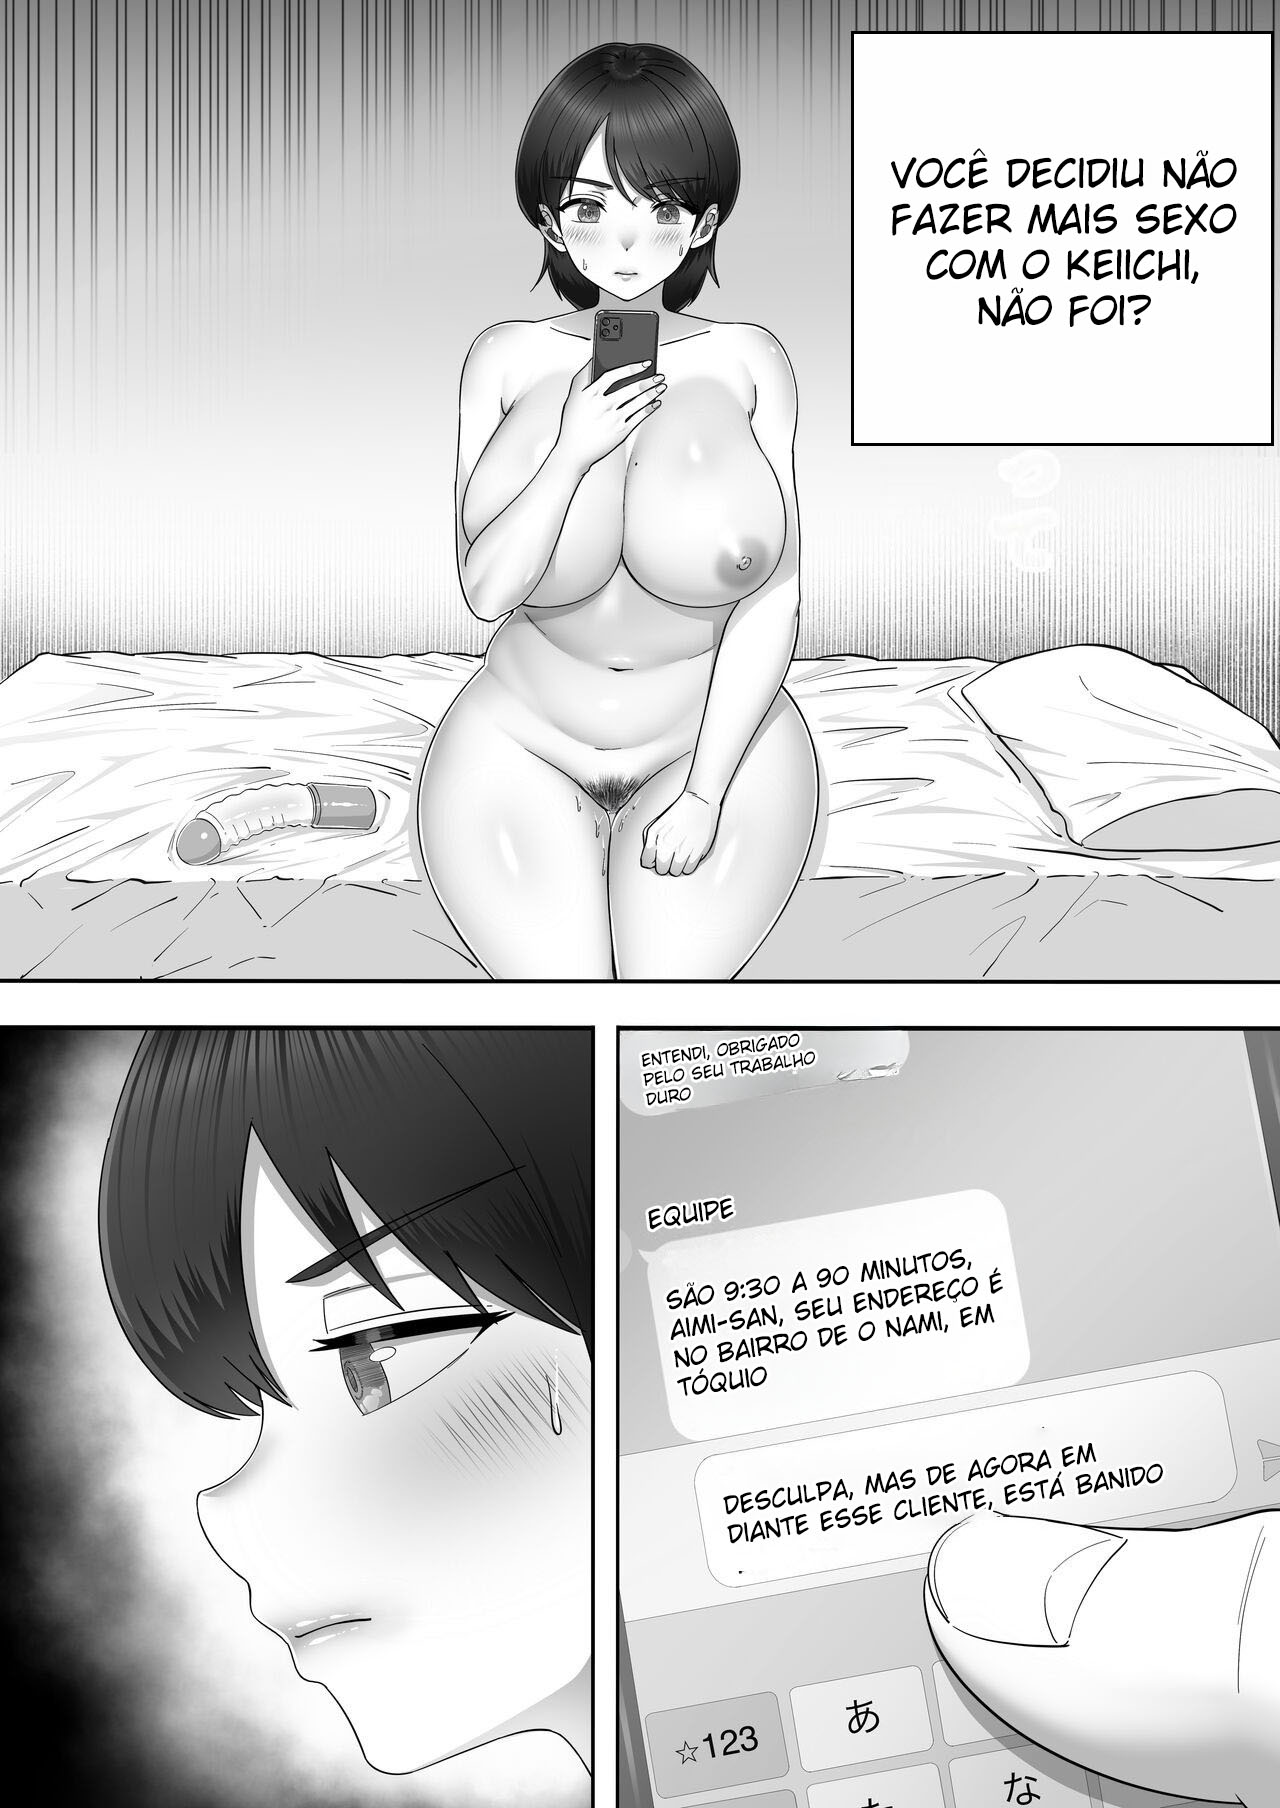 VOCÊ DECIDIU NÃO
FAZER MAIS SEXO
COM O KEIICHI,
NÃO FOI?
ENTENDI, OBRIGADO
PELO SEU TRABALHO
DURO
EQUIPE
SÃO 9:30 A 90 MINUTOS,
AIMI-SAN, SEU ENDEREÇO É
NO BAIRRO DE O NAMI, EM
TÓQUIO
DESCULPA, MAS DE AGORA EM
DIANTE ESSE CLIENTE, ESTÁ BANIDO
☆123
あ
な